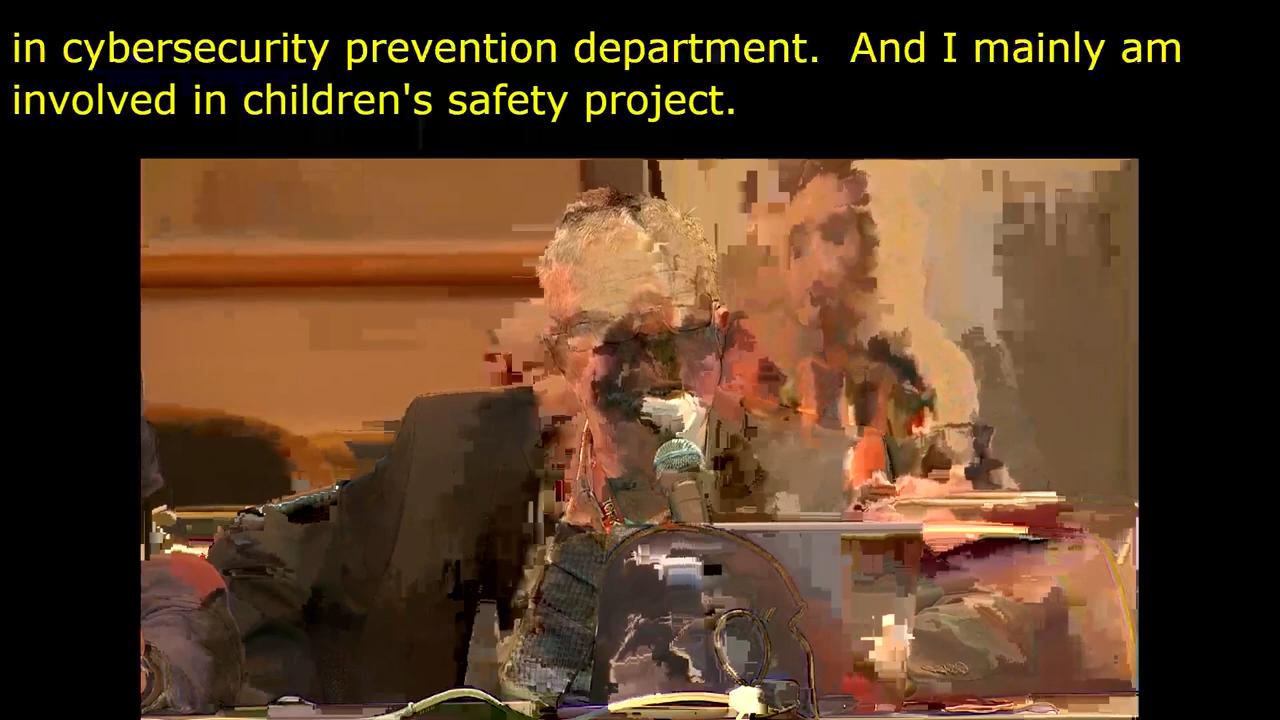 in cybersecurity prevention department.  And I mainly am
involved in children's safety project.